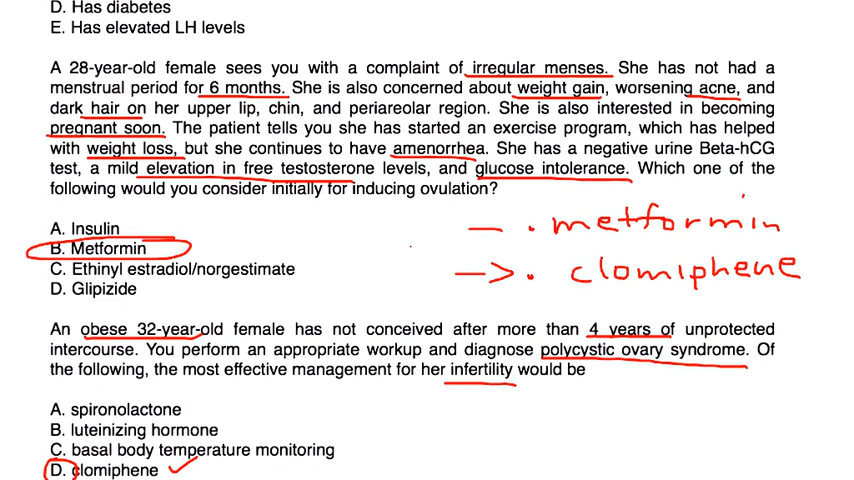 D. Has diabetes
E. Has elevated LH levels
A 28-year-old female sees you with a complaint of irregular menses. She has not had a
menstrual period for 6 months. She is also concerned about weight gain, worsening acne, and
dark hair on her upper lip, chin, and periareolar region. She is also interested in becoming
pregnant soon. The patient tells you she has started an exercise program, which has helped
with weight loss, but she continues to have amenorrhea. She has a negative urine Beta-hCG
test, a mild elevation in free testosterone levels, and glucose intolerance. Which one of the
following would you consider initially for inducing ovulation?
A. Insulin
B. Metformin
C. Ethinyl estradiol/norgestimate
D. Glipizide
– . metformin
–> . clomiphene
An obese 32-year-old female has not conceived after more than 4 years of unprotected
intercourse. You perform an appropriate workup and diagnose polycystic ovary syndrome. Of
the following, the most effective management for her infertility would be
A. spironolactone
B. luteinizing hormone
C. basal body temperature monitoring
D. clomiphene